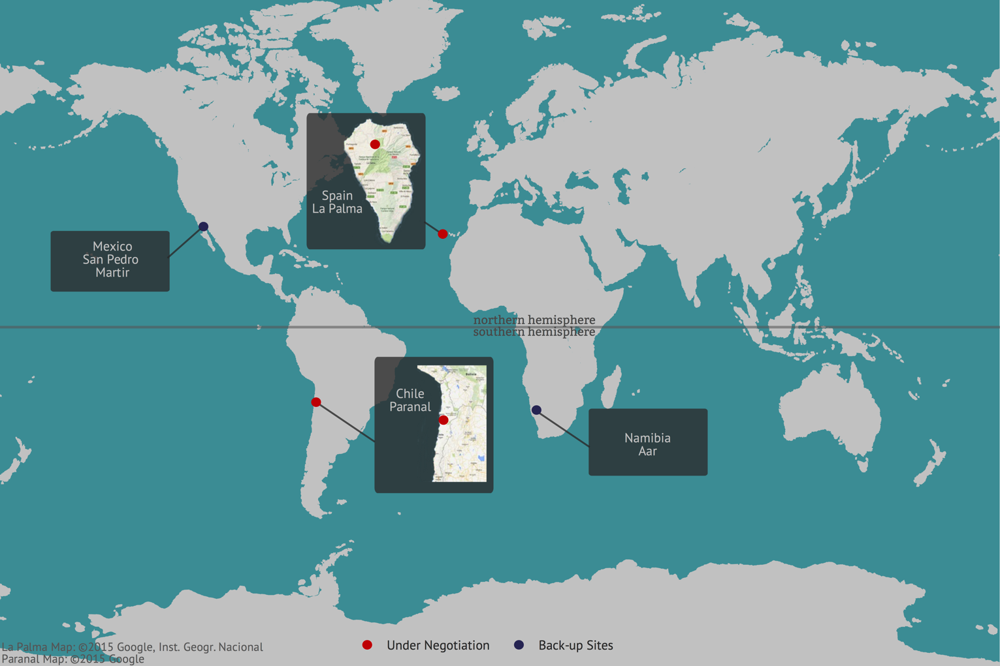 Spain
La Palma
Mexico
San Pedro
Martir
northern hemisphere
southern hemisphere
Chile
Paranal
Bolivia
Namibia
Aar
Under Negotiation
Back-up Sites
La Palma Map: ©2015 Google, Inst. Geogr. Nacional
Paranal Map: ©2015 Google